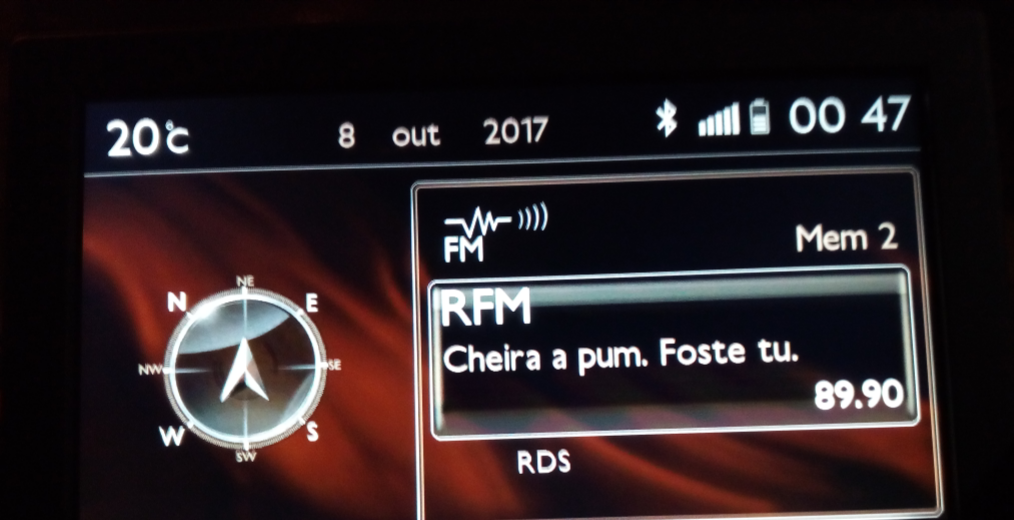 20°C 8 out 2017 00 47
FM Mem 2
RFM
Cheira a pum. Foste tu.
89.90
RDS
NE
N E
NW SE
W S
SW